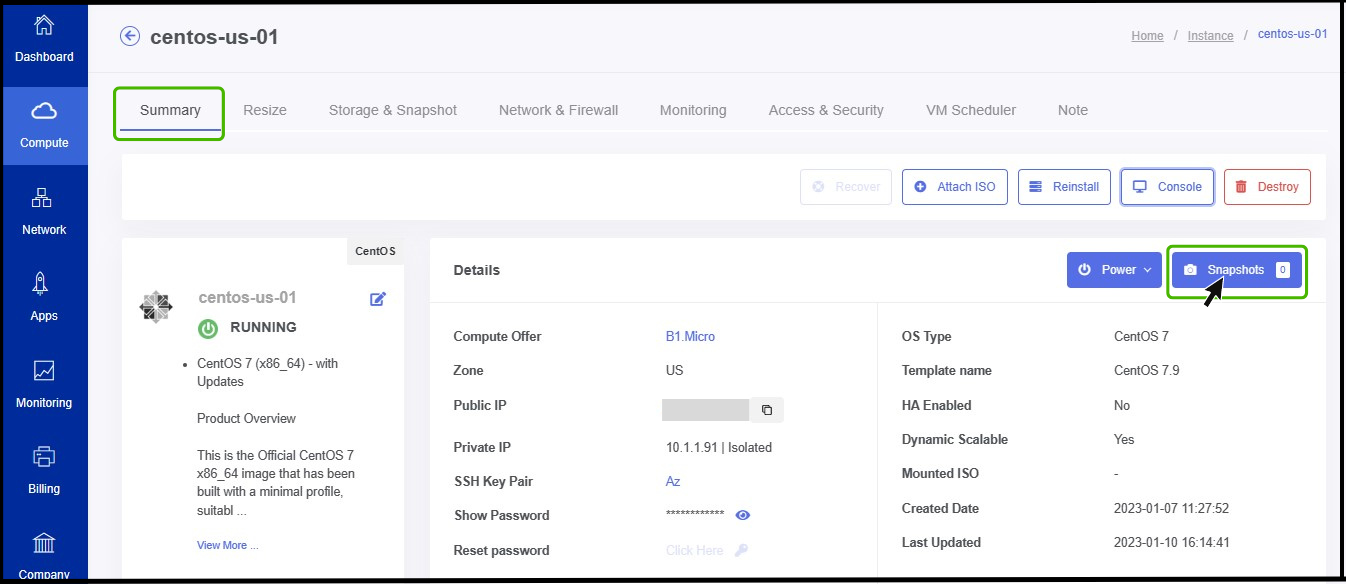 Dashboard
Compute
Network
Apps
Monitoring
Billing
Company
centos-us-01
Home / Instance / centos-us-01
Summary Resize Storage & Snapshot Network & Firewall Monitoring Access & Security VM Scheduler Note
Recover Attach ISO Reinstall Console Destroy
CentOS
centos-us-01
RUNNING
• CentOS 7 (x86_64) - with
Updates
Product Overview
This is the Official CentOS 7
x86_64 image that has been
built with a minimal profile,
suitabl ...
View More ...
Details
Power Snapshots 0
Compute Offer B1.Micro
Zone US
Public IP
Private IP 10.1.1.91 | Isolated
SSH Key Pair Az
Show Password ************
Reset password Click Here
OS Type CentOS 7
Template name CentOS 7.9
HA Enabled No
Dynamic Scalable Yes
Mounted ISO -
Created Date 2023-01-07 11:27:52
Last Updated 2023-01-10 16:14:41